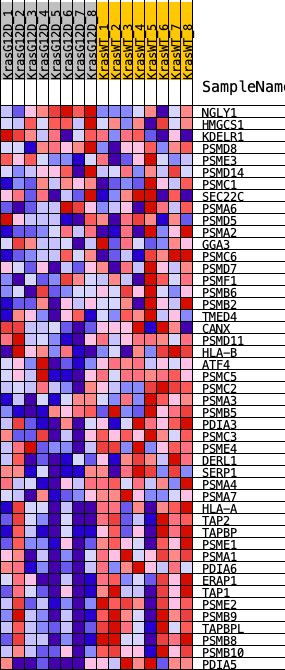 KrasG12D_1
KrasG12D_2
KrasG12D_3
KrasG12D_4
KrasG12D_5
KrasG12D_6
KrasG12D_7
KrasG12D_8
KrasWT_1
KrasWT_2
KrasWT_3
KrasWT_4
KrasWT_5
KrasWT_6
KrasWT_7
KrasWT_8
SampleName
NGLY1
HMGCS1
KDELR1
PSMD8
PSME3
PSMD14
PSMC1
SEC22C
PSMA6
PSMD5
PSMA2
GGA3
PSMC6
PSMD7
PSMF1
PSMB6
PSMB2
TMED4
CANX
PSMD11
HLA-B
ATF4
PSMC5
PSMC2
PSMA3
PSMB5
PDIA3
PSMC3
PSME4
DERL1
SERP1
PSMA4
PSMA7
HLA-A
TAP2
TAPBP
PSME1
PSMA1
PDIA6
ERAP1
TAP1
PSME2
PSMB9
TAPBPL
PSMB8
PSMB10
PDIA5